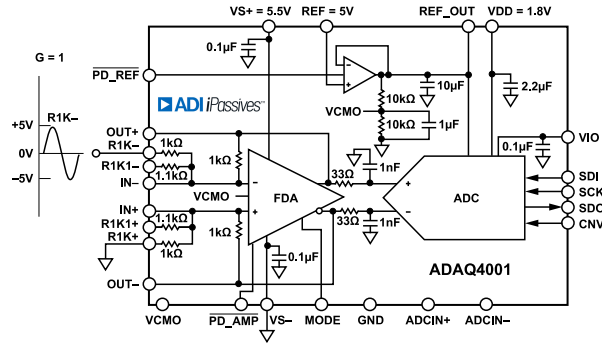 VS+ = 5.5V
REF = 5V
REF_OUT
VDD = 1.8V
G = 1
0.1µF
PD_REF
10µF
2.2µF
R1K–
ADI iPassives™
10kΩ
VCMO
10kΩ
1µF
+5V
0V
–5V
OUT+
R1K–
1kΩ
R1K1–
1.1kΩ
IN–
1kΩ
VCMO
FDA
33Ω
1nF
ADC
0.1µF
VIO
SDI
SCK
SDO
CNV
IN+
1.1kΩ
R1K1+
R1K+
1kΩ
1kΩ
33Ω
1nF
0.1µF
OUT–
ADAQ4001
VCMO
PD_AMP
VS–
MODE
GND
ADCIN+
ADCIN–